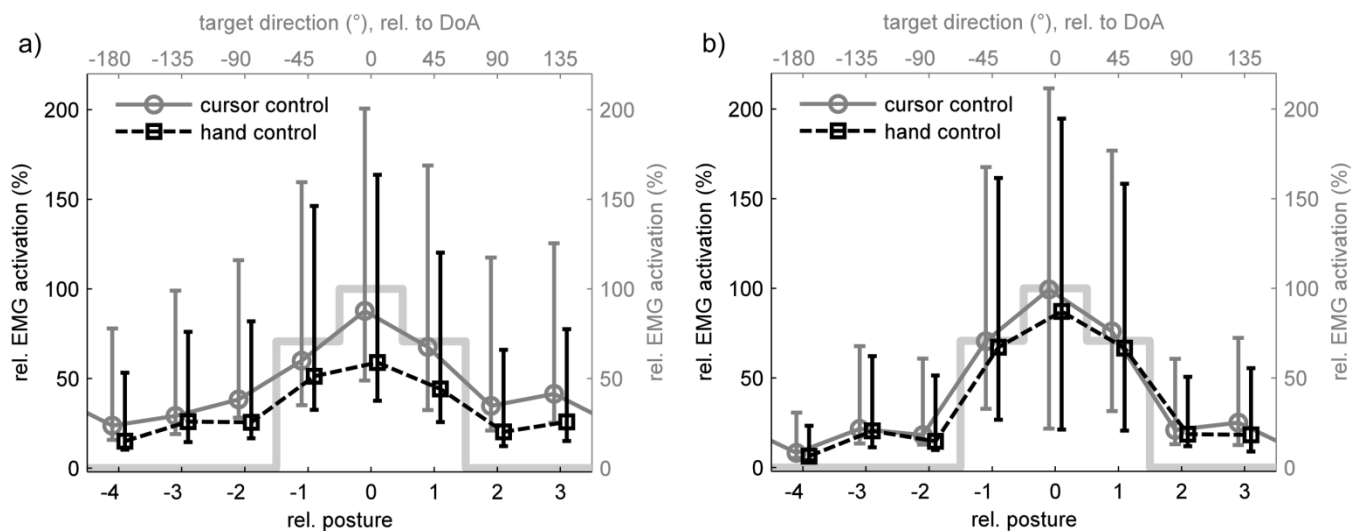 a)
target direction (°), rel. to DoA
-180 -135 -90 -45 0 45 90 135
cursor control
hand control
rel. EMG activation (%)
200
150
100
50
0
rel. EMG activation (%)
200
150
100
50
0
-4 -3 -2 -1 0 1 2 3
rel. posture
b)
target direction (°), rel. to DoA
-180 -135 -90 -45 0 45 90 135
cursor control
hand control
rel. EMG activation (%)
200
150
100
50
0
rel. EMG activation (%)
200
150
100
50
0
-4 -3 -2 -1 0 1 2 3
rel. posture